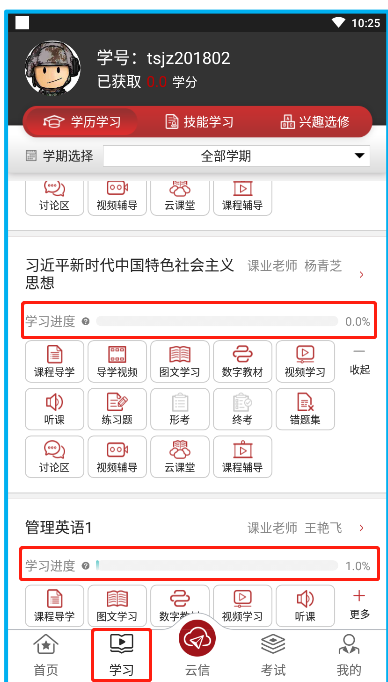 10:25
学号：tsjz201802
已获取 0.0 学分
学历学习 技能学习 兴趣选修
学期选择 全部学期
讨论区 视频辅导 云课堂 课程辅导
习近平新时代中国特色社会主义思想 课业老师 杨青芝
学习进度 0.0%
课程导学 导学视频 图文学习 数字教材 视频学习 收起
听课 练习题 形考 终考 错题集
讨论区 视频辅导 云课堂 课程辅导
管理英语1 课业老师 王艳飞
学习进度 1.0%
课程导学 图文学习 数字教材 视频学习 听课 更多
首页 学习 云信 考试 我的